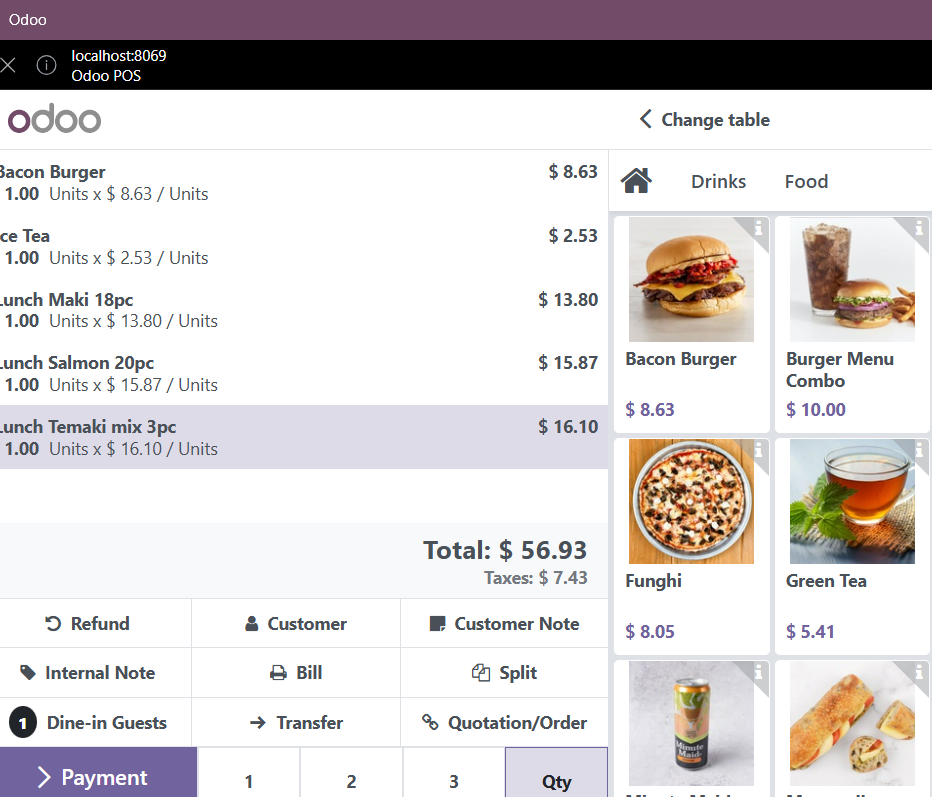 Odoo
localhost:8069
Odoo POS
odoo
Change table
Bacon Burger $ 8.63
1.00 Units x $ 8.63 / Units
ce Tea $ 2.53
1.00 Units x $ 2.53 / Units
Lunch Maki 18pc $ 13.80
1.00 Units x $ 13.80 / Units
Lunch Salmon 20pc $ 15.87
1.00 Units x $ 15.87 / Units
Lunch Temaki mix 3pc $ 16.10
1.00 Units x $ 16.10 / Units
Total: $ 56.93
Taxes: $ 7.43
Refund Customer Customer Note
Internal Note Bill Split
1 Dine-in Guests Transfer Quotation/Order
Payment 1 2 3 Qty
Drinks Food
Bacon Burger
$ 8.63
Burger Menu
Combo
$ 10.00
Funghi
$ 8.05
Green Tea
$ 5.41
Minute
Maid